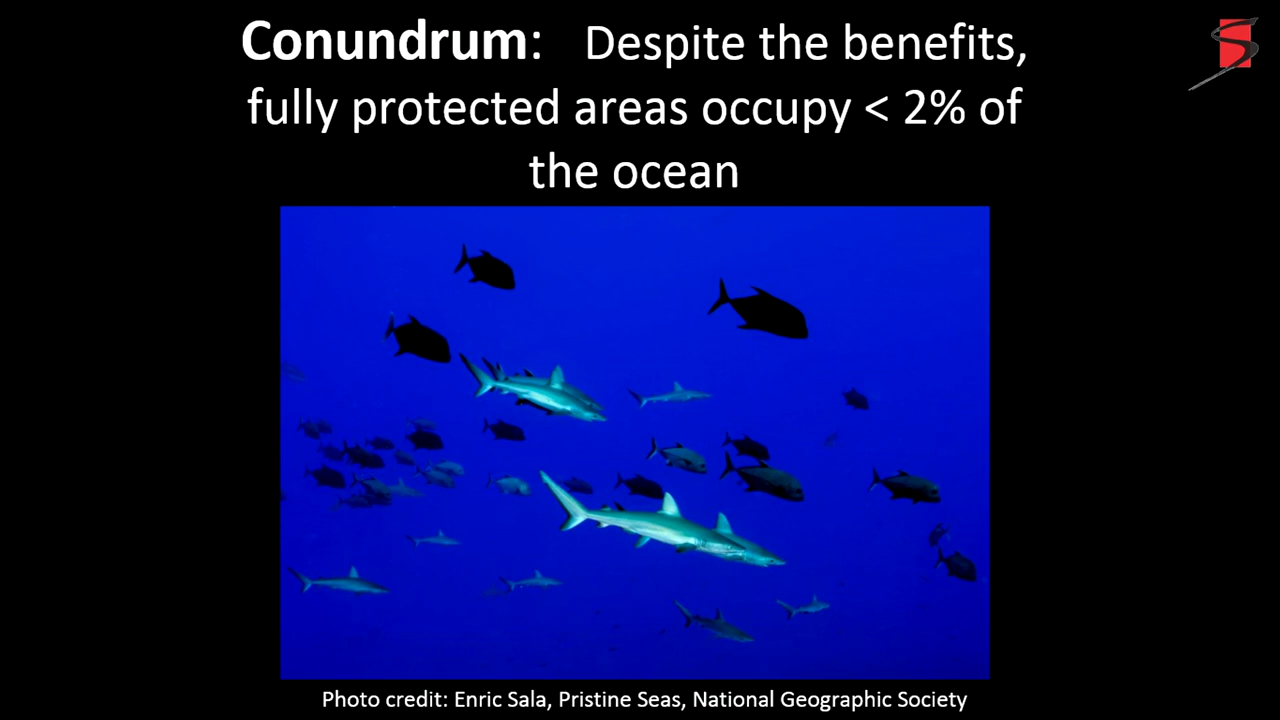 Conundrum: Despite the benefits,
fully protected areas occupy < 2% of
the ocean
Photo credit: Enric Sala, Pristine Seas, National Geographic Society